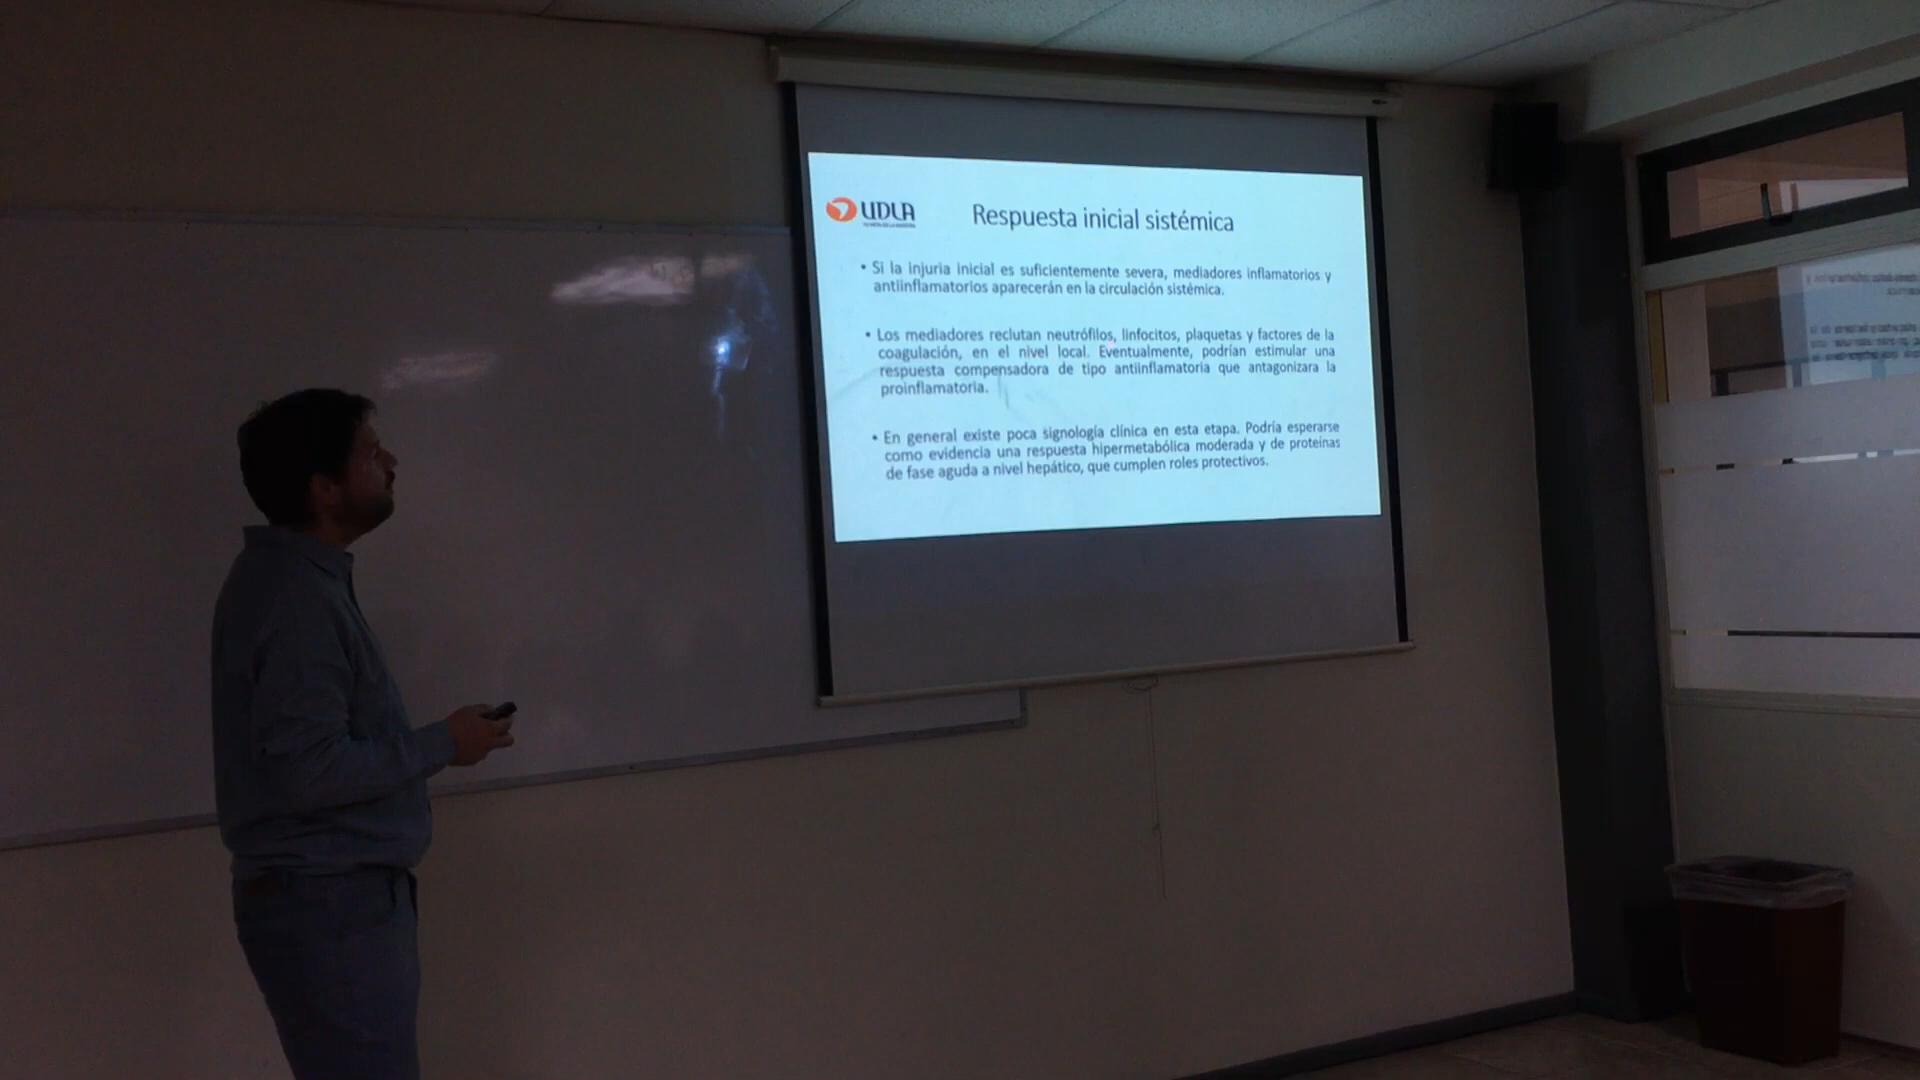 UDLA
Respuesta inicial sistémica
• Si la injuria inicial es suficientemente severa, mediadores inflamatorios y
antiinflamatorios aparecerán en la circulación sistémica.
• Los mediadores reclutan neutrófilos, linfocitos, plaquetas y factores de la
coagulación, en el nivel local. Eventualmente, podrían estimular una
respuesta compensadora de tipo antiinflamatoria que antagonizara la
proinflamatoria.
• En general existe poca signología clínica en esta etapa. Podría esperarse
como evidencia una respuesta hipermetabólica moderada y de proteínas
de fase aguda a nivel hepático, que cumplen roles protectivos.